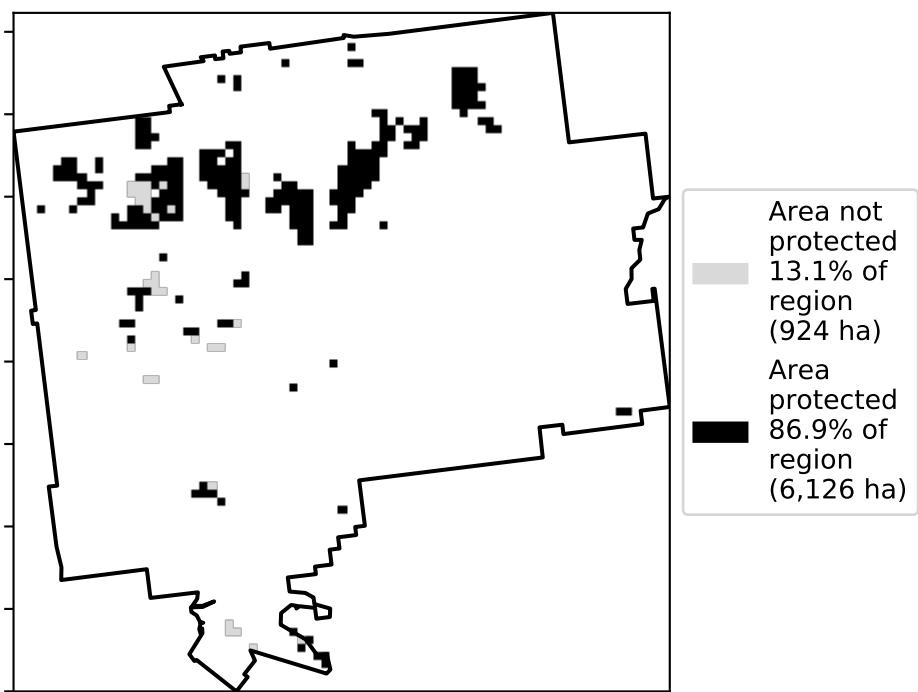 Area not
protected
13.1% of
region
(924 ha)
Area
protected
86.9% of
region
(6,126 ha)